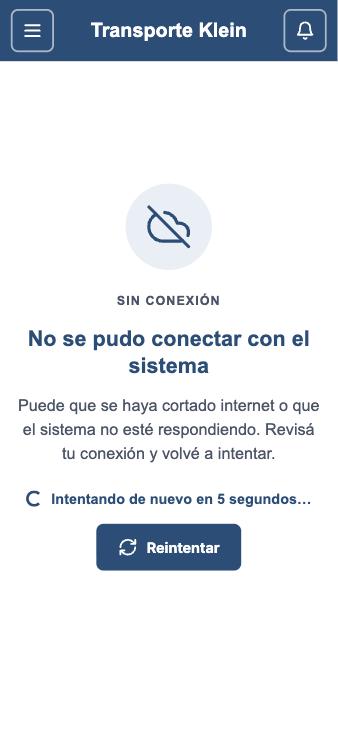 Transporte Klein
SIN CONEXIÓN
No se pudo conectar con el
sistema
Puede que se haya cortado internet o que
el sistema no esté respondiendo. Revisá
tu conexión y volvé a intentar.
Intentando de nuevo en 5 segundos...
Reintentar